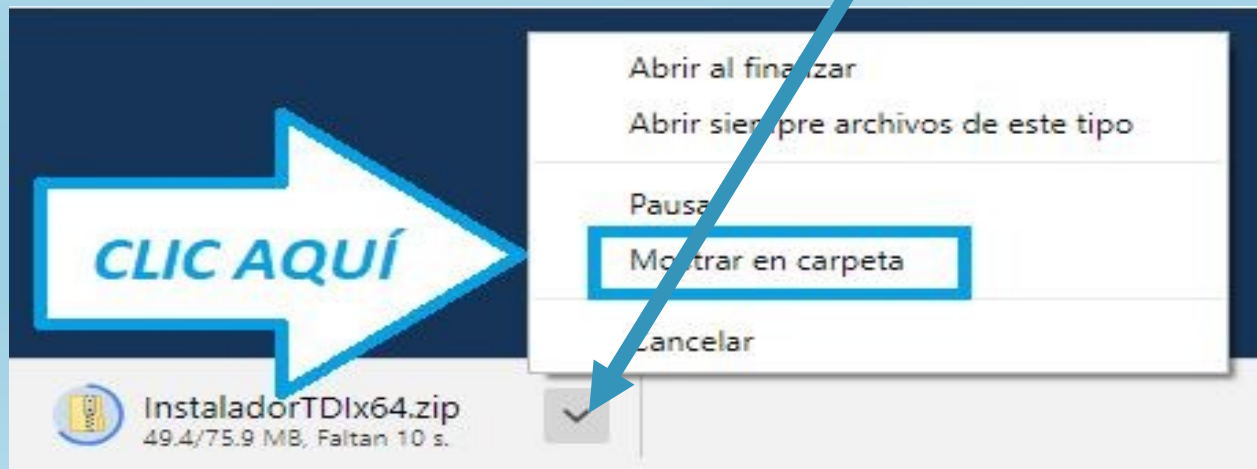 Abrir al finalizar
Abrir siempre archivos de este tipo
Pausar
CLIC AQUÍ
Mostrar en carpeta
Cancelar
InstaladorTDIx64.zip
49.4/75.9 MB, Faltan 10 s.